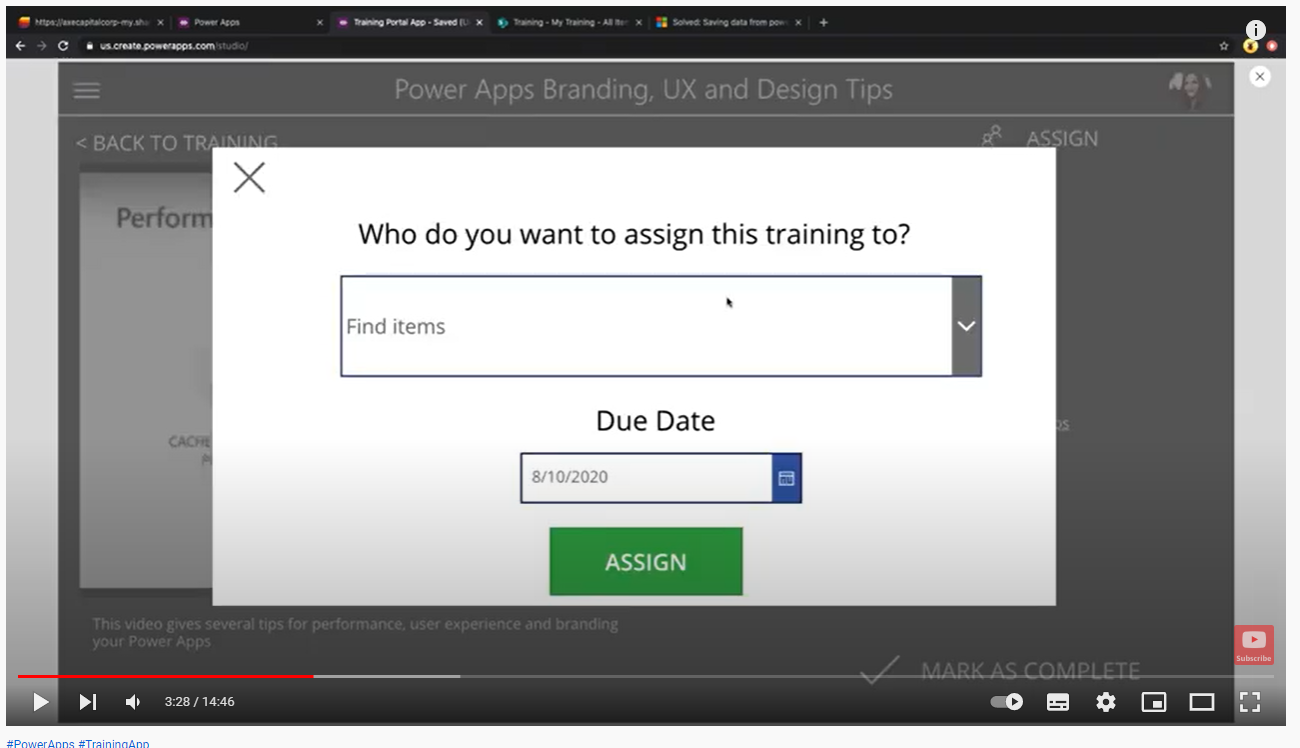 https://axecapitalcorp-my.sha
Power Apps
Training Portal App - Saved (U
Training - My Training - All Iter
Solved: Saving data from pow
us.create.powerapps.com/studio/
Power Apps Branding, UX and Design Tips
< BACK TO TRAINING
ASSIGN
Perform
Who do you want to assign this training to?
Find items
CACHE
Due Date
8/10/2020
ASSIGN
This video gives several tips for performance, user experience and branding
your Power Apps
Subscribe
MARK AS COMPLETE
3:28 / 14:46
#PowerApps #TrainingApp